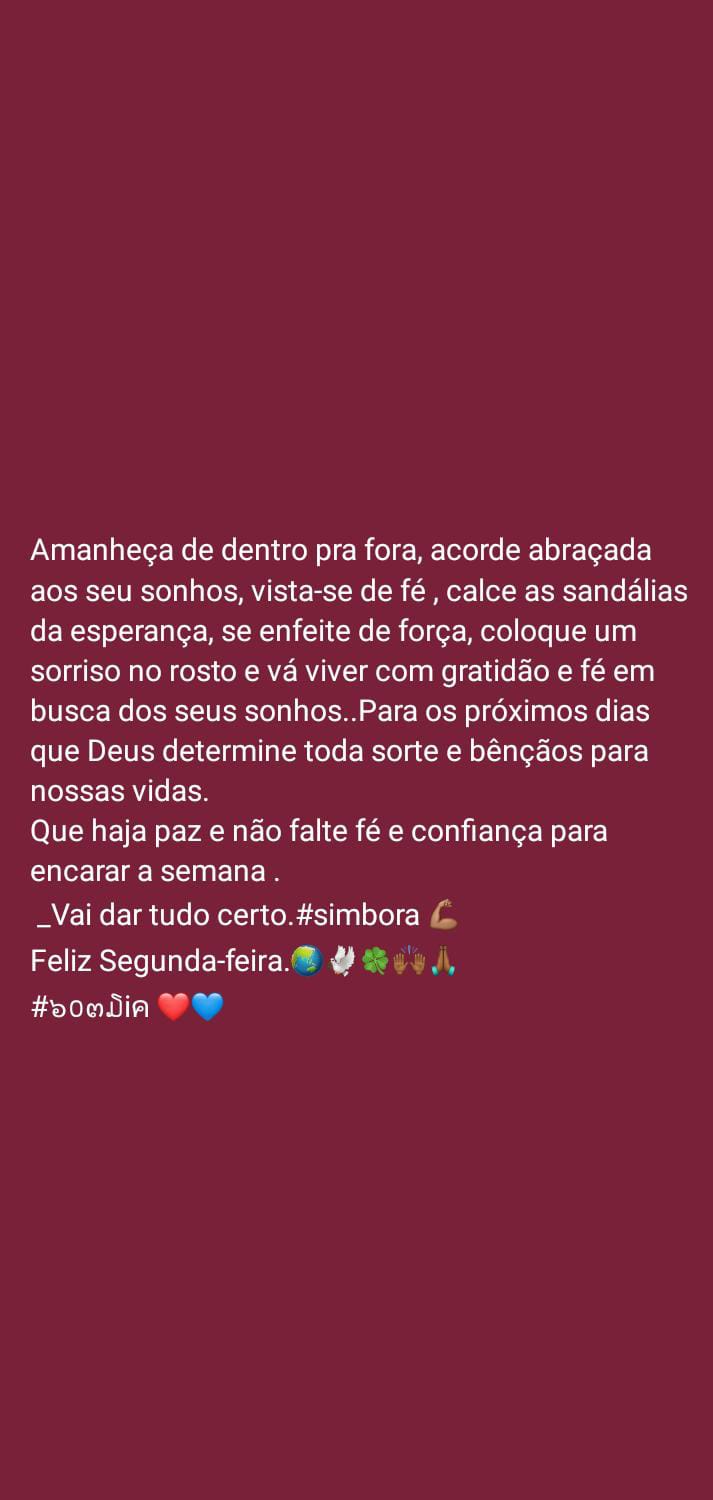 Amanheça de dentro pra fora, acorde abraçada
aos seu sonhos, vista-se de fé , calce as sandálias
da esperança, se enfeite de força, coloque um
sorriso no rosto e vá viver com gratidão e fé em
busca dos seus sonhos..Para os próximos dias
que Deus determine toda sorte e bênçãos para
nossas vidas.
Que haja paz e não falte fé e confiança para
encarar a semana .
_Vai dar tudo certo.#simbora 💪🏽
Feliz Segunda-feira.🌏🕊️🍀🙌🏾🙏🏾